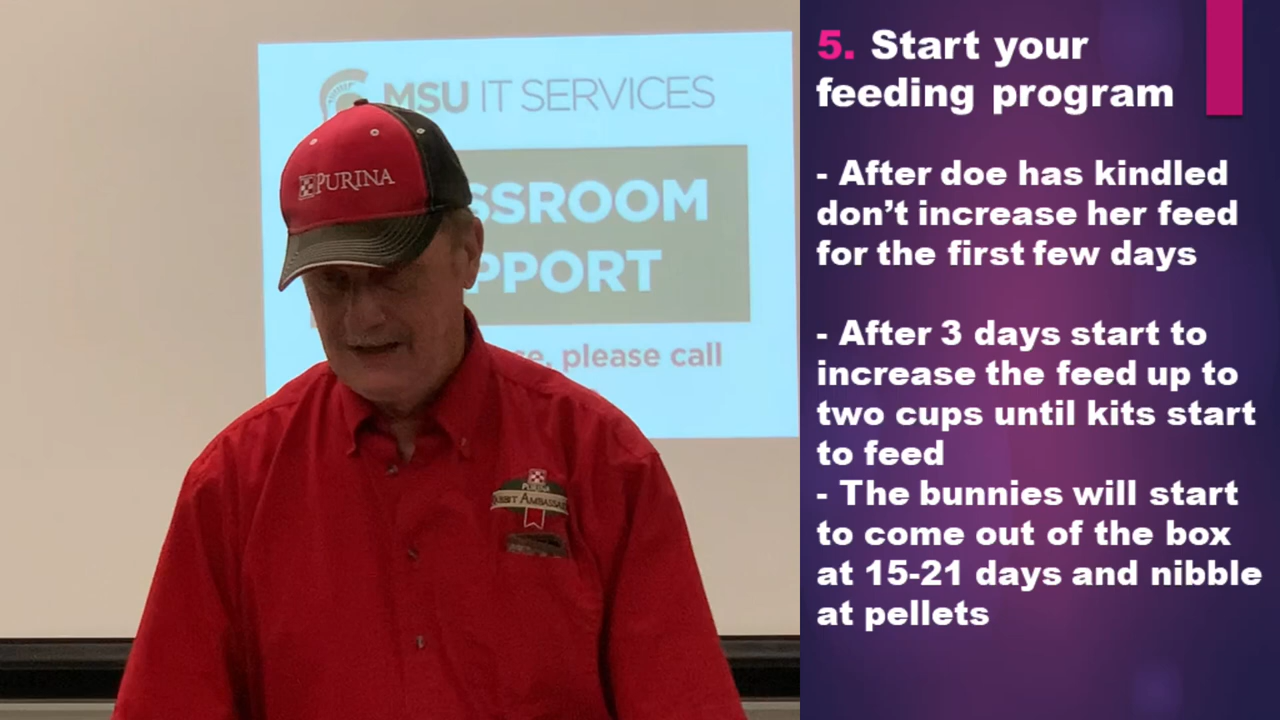 MSU IT SERVICES
SSROOM
PPORT
se, please call
PURINA
PURINA
5. Start your
feeding program
- After doe has kindled
don’t increase her feed
for the first few days
- After 3 days start to
increase the feed up to
two cups until kits start
to feed
- The bunnies will start
to come out of the box
at 15-21 days and nibble
at pellets